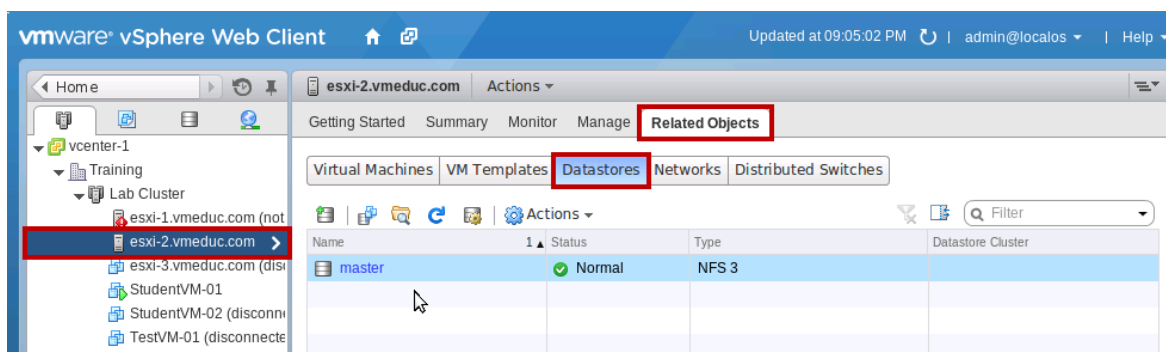 vmware® vSphere Web Client
Updated at 09:05:02 PM | admin@localos | Help
Home
esxi-2.vmeduc.com Actions
Getting Started Summary Monitor Manage Related Objects
vcenter-1
Training
Lab Cluster
esxi-1.vmeduc.com (not
esxi-2.vmeduc.com
esxi-3.vmeduc.com (disc
StudentVM-01
StudentVM-02 (disconne
TestVM-01 (disconnecte
Virtual Machines VM Templates Datastores Networks Distributed Switches
Actions
Filter
Name 1 Status Type Datastore Cluster
master Normal NFS 3